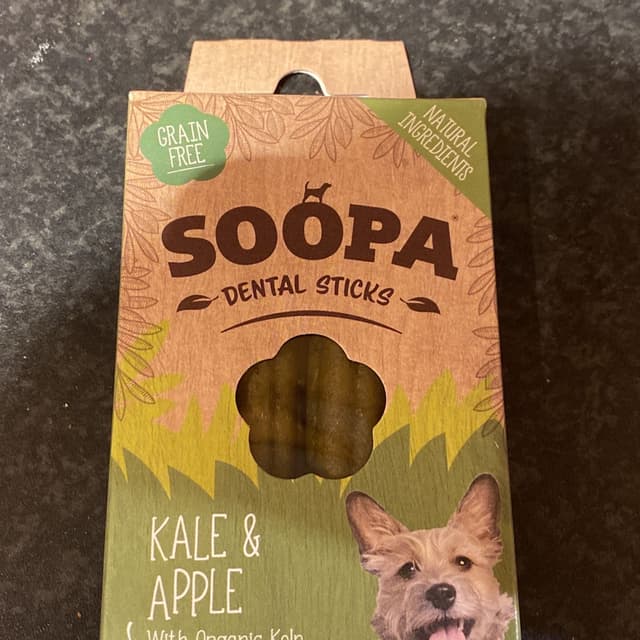 GRAIN
FREE
NATURAL
INGREDIENTS
SOOPA
DENTAL STICKS
KALE &
APPLE
With Organic Kelp